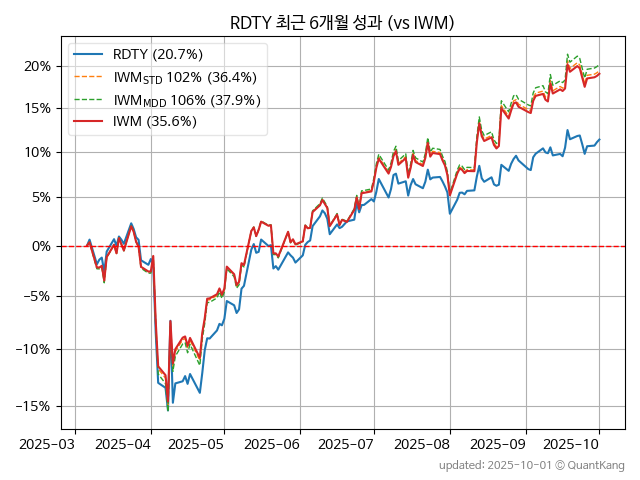 RDTY 최근 6개월 성과 (vs IWM)
RDTY (20.7%)
IWM_STD 102% (36.4%)
IWM_MDD 106% (37.9%)
IWM (35.6%)
20%
15%
10%
5%
0%
−5%
−10%
−15%
2025-03 2025-04 2025-05 2025-06 2025-07 2025-08 2025-09 2025-10
updated: 2025-10-01 © QuantKang